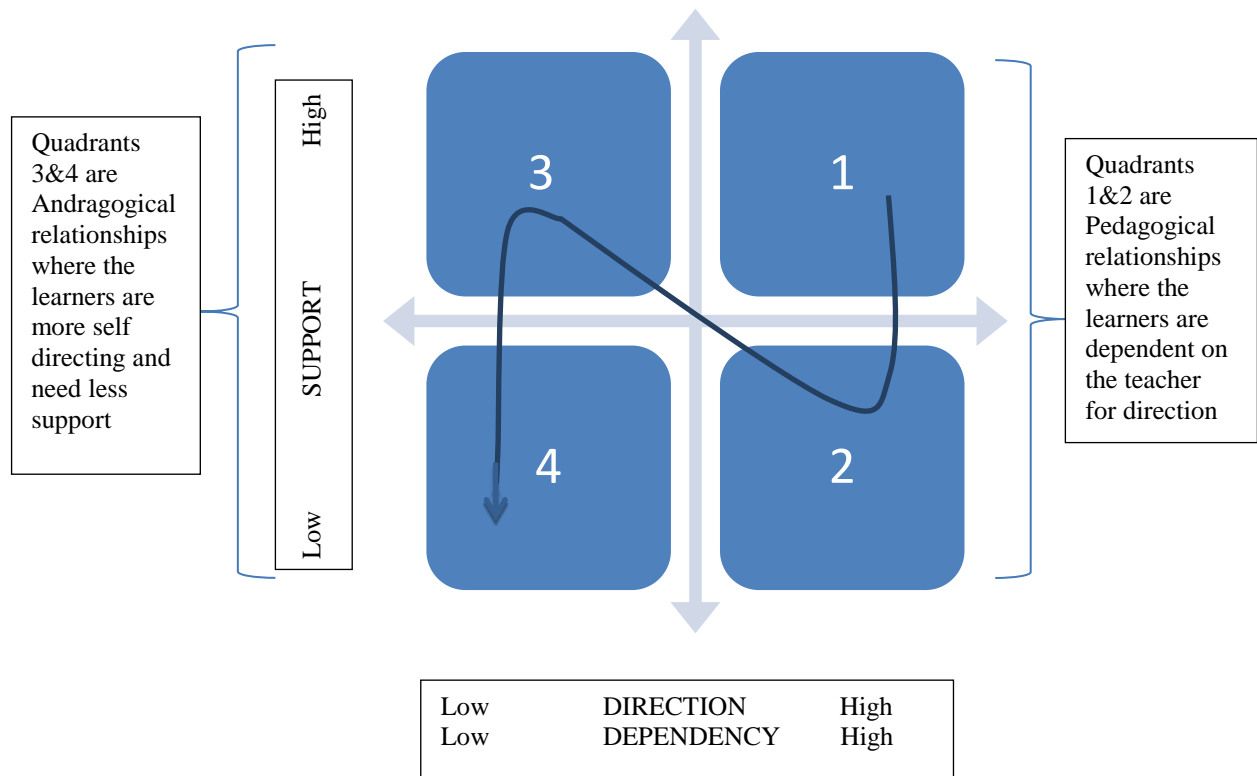 Quadrants
3&4 are
Andragogical
relationships
where the
learners are
more self
directing and
need less
support
High
SUPPORT
Low
3
1
4
2
Quadrants
1&2 are
Pedagogical
relationships
where the
learners are
dependent on
the teacher
for direction
Low DIRECTION High
Low DEPENDENCY High